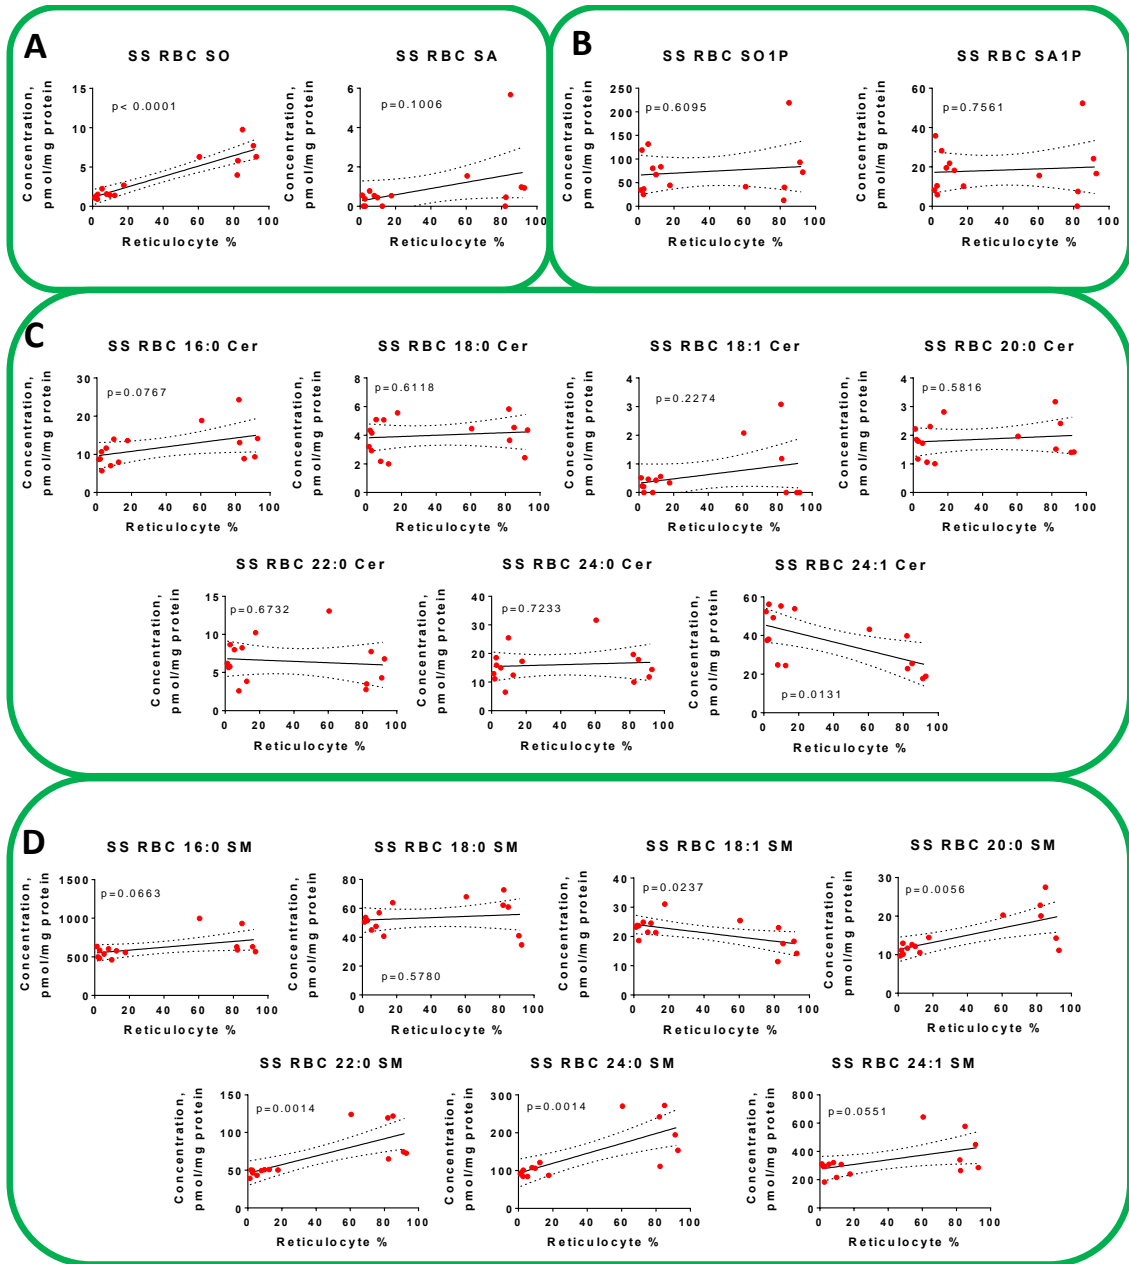 A
SS RBC SO
Concentration,
pmol/mg protein
15
10
5
0
p< 0.0001
0 20 40 60 80 100
Reticulocyte %
SS RBC SA
Concentration,
pmol/mg protein
6
4
2
0
p=0.1006
0 20 40 60 80 100
Reticulocyte %
B
SS RBC SO1P
Concentration,
pmol/mg protein
250
200
150
100
50
0
p=0.6095
0 20 40 60 80 100
Reticulocyte %
SS RBC SA1P
Concentration,
pmol/mg protein
60
40
20
0
p=0.7561
0 20 40 60 80 100
Reticulocyte %
C
SS RBC 16:0 Cer
Concentration,
pmol/mg protein
30
20
10
0
p=0.0767
0 20 40 60 80 100
Reticulocyte %
SS RBC 18:0 Cer
Concentration,
pmol/mg protein
8
6
4
2
0
p=0.6118
0 20 40 60 80 100
Reticulocyte %
SS RBC 18:1 Cer
Concentration,
pmol/mg protein
4
3
2
1
0
p=0.2274
0 20 40 60 80 100
Reticulocyte %
SS RBC 20:0 Cer
Concentration,
pmol/mg protein
4
3
2
1
0
p=0.5816
0 20 40 60 80 100
Reticulocyte %
SS RBC 22:0 Cer
Concentration,
pmol/mg protein
15
10
5
0
p=0.6732
0 20 40 60 80 100
Reticulocyte %
SS RBC 24:0 Cer
Concentration,
pmol/mg protein
40
30
20
10
0
p=0.7233
0 20 40 60 80 100
Reticulocyte %
SS RBC 24:1 Cer
Concentration,
pmol/mg protein
60
40
20
0
p=0.0131
0 20 40 60 80 100
Reticulocyte %
D
SS RBC 16:0 SM
Concentration,
pmol/mg protein
1500
1000
500
0
p=0.0663
0 20 40 60 80 100
Reticulocyte %
SS RBC 18:0 SM
Concentration,
pmol/mg protein
80
60
40
20
0
p=0.5780
0 20 40 60 80 100
Reticulocyte %
SS RBC 18:1 SM
Concentration,
pmol/mg protein
40
30
20
10
0
p=0.0237
0 20 40 60 80 100
Reticulocyte %
SS RBC 20:0 SM
Concentration,
pmol/mg protein
30
20
10
0
p=0.0056
0 20 40 60 80 100
Reticulocyte %
SS RBC 22:0 SM
Concentration,
pmol/mg protein
150
100
50
0
p=0.0014
0 20 40 60 80 100
Reticulocyte %
SS RBC 24:0 SM
Concentration,
pmol/mg protein
300
200
100
0
p=0.0014
0 20 40 60 80 100
Reticulocyte %
SS RBC 24:1 SM
Concentration,
pmol/mg protein
800
600
400
200
0
p=0.0551
0 20 40 60 80 100
Reticulocyte %